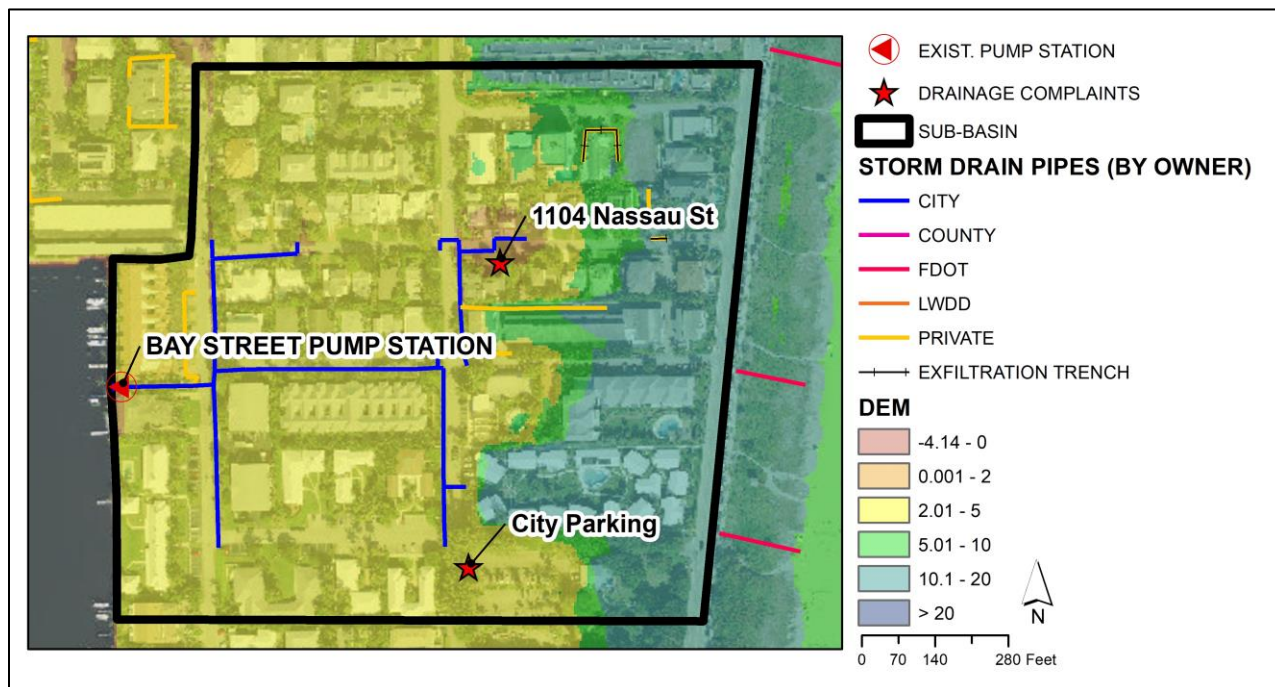 1104 Nassau St
BAY STREET PUMP STATION
City Parking
EXIST. PUMP STATION
DRAINAGE COMPLAINTS
SUB-BASIN
STORM DRAIN PIPES (BY OWNER)
CITY
COUNTY
FDOT
LWDD
PRIVATE
EXFILTRATION TRENCH
DEM
-4.14 - 0
0.001 - 2
2.01 - 5
5.01 - 10
10.1 - 20
> 20
N
0 70 140 280 Feet